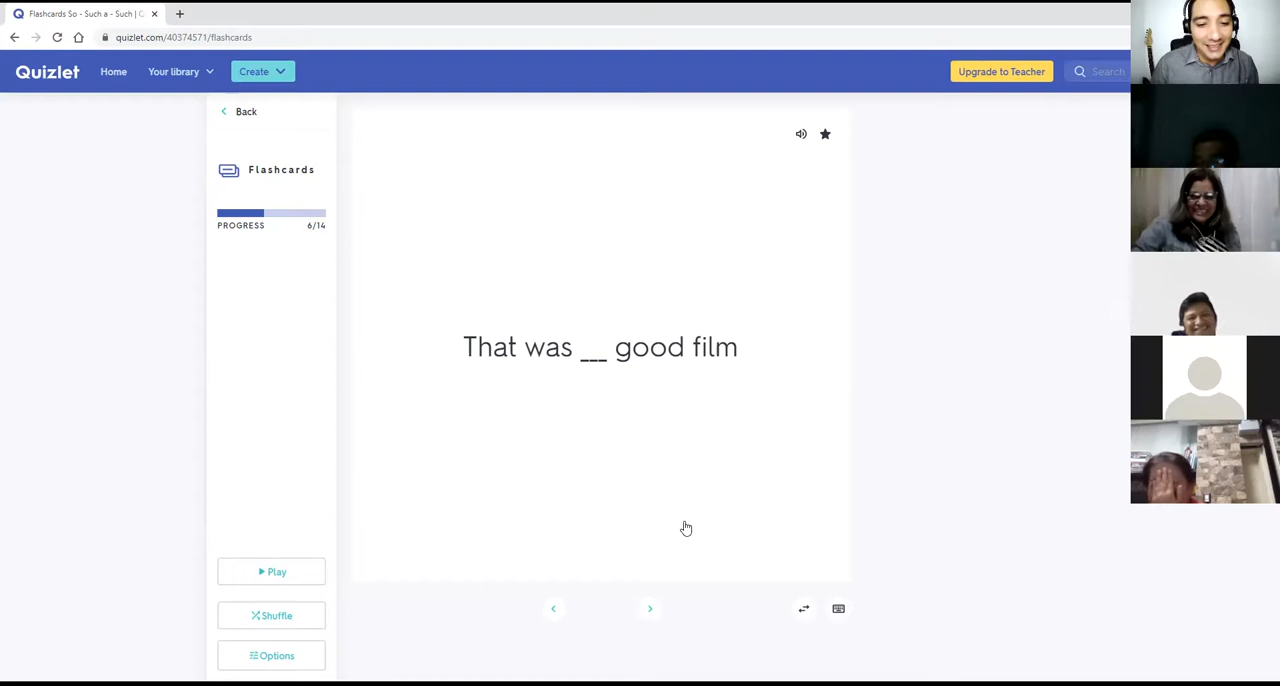 Flashcards So - Such a - Such |
quizlet.com/40374571/flashcards
Quizlet Home Your library Create Upgrade to Teacher Search
Back
Flashcards
PROGRESS 6/14
That was ___ good film
Play
Shuffle
Options